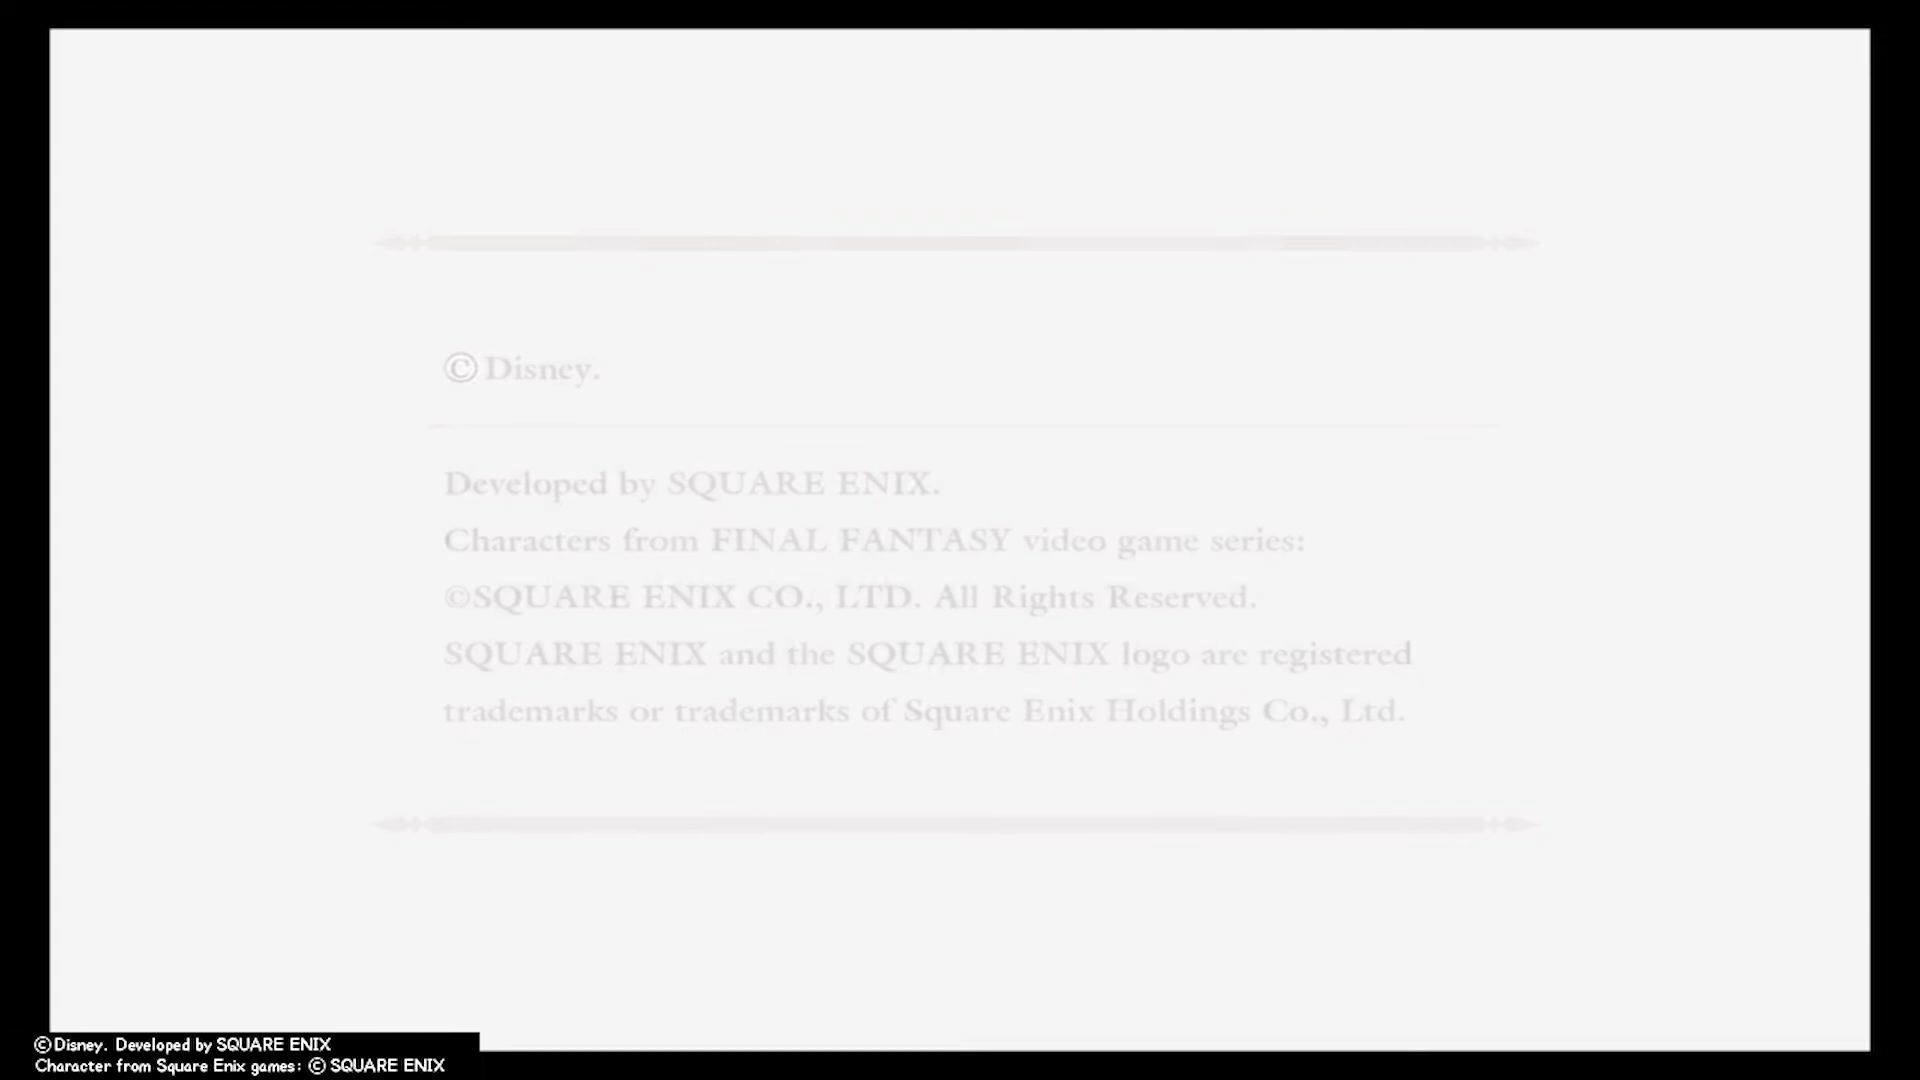 © Disney.
Developed by SQUARE ENIX.
Characters from FINAL FANTASY video game series:
©SQUARE ENIX CO., LTD. All Rights Reserved.
SQUARE ENIX and the SQUARE ENIX logo are registered
trademarks or trademarks of Square Enix Holdings Co., Ltd.
©Disney. Developed by SQUARE ENIX
Character from Square Enix games: © SQUARE ENIX